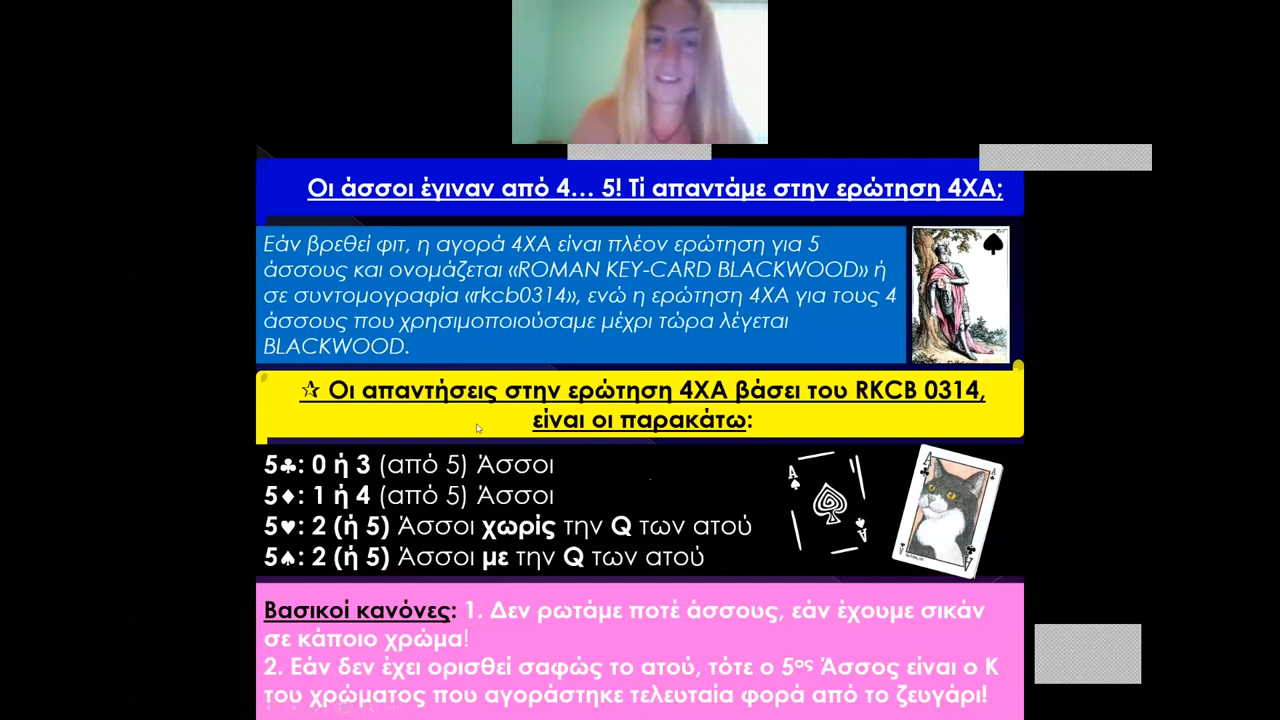 Οι άσσοι έγιναν από 4... 5! Τί απαντάμε στην ερώτηση 4ΧΑ;
Εάν βρεθεί φιτ, η αγορά 4ΧΑ είναι πλέον ερώτηση για 5
άσσους και ονομάζεται «ROMAN KEY-CARD BLACKWOOD» ή
σε συντομογραφία «rkcb0314», ενώ η ερώτηση 4ΧΑ για τους 4
άσσους που χρησιμοποιούσαμε μέχρι τώρα λέγεται
BLACKWOOD.
✰ Οι απαντήσεις στην ερώτηση 4ΧΑ βάσει του RKCB 0314,
είναι οι παρακάτω:
5♣: 0 ή 3 (από 5) Άσσοι
5♦: 1 ή 4 (από 5) Άσσοι
5♥: 2 (ή 5) Άσσοι χωρίς την Q των ατού
5♠: 2 (ή 5) Άσσοι με την Q των ατού
A
A
A
A
Βασικοί κανόνες: 1. Δεν ρωτάμε ποτέ άσσους, εάν έχουμε σικάν
σε κάποιο χρώμα!
2. Εάν δεν έχει ορισθεί σαφώς το ατού, τότε ο 5ος Άσσος είναι ο Κ
του χρώματος που αγοράστηκε τελευταία φορά από το ζευγάρι!